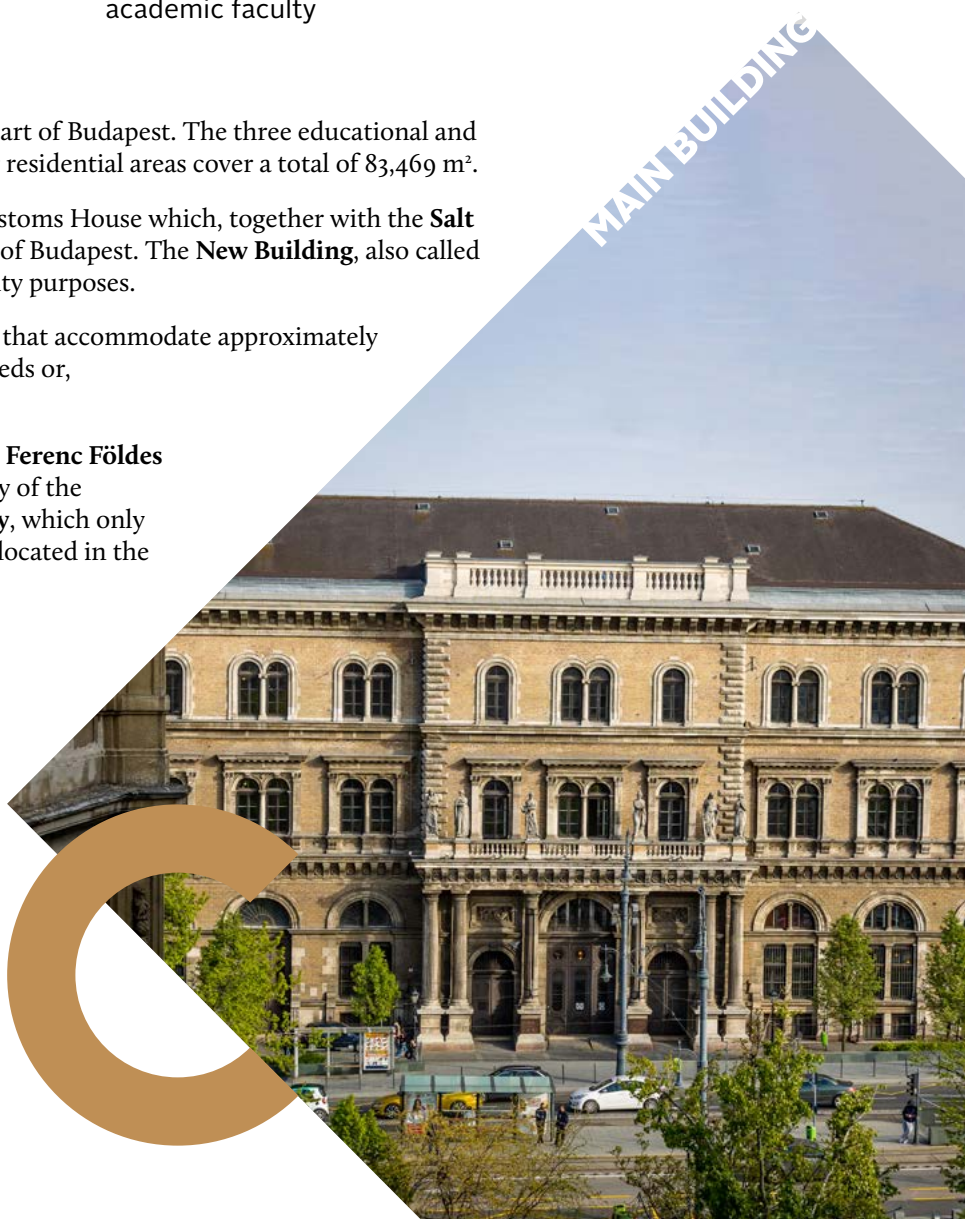 academic faculty
art of Budapest. The three educational and
residential areas cover a total of 83,469 m².
stoms House which, together with the Salt
of Budapest. The New Building, also called
ity purposes.
that accommodate approximately
eds or,
Ferenc Földes
y of the
y, which only
located in the
MAIN BUILDING